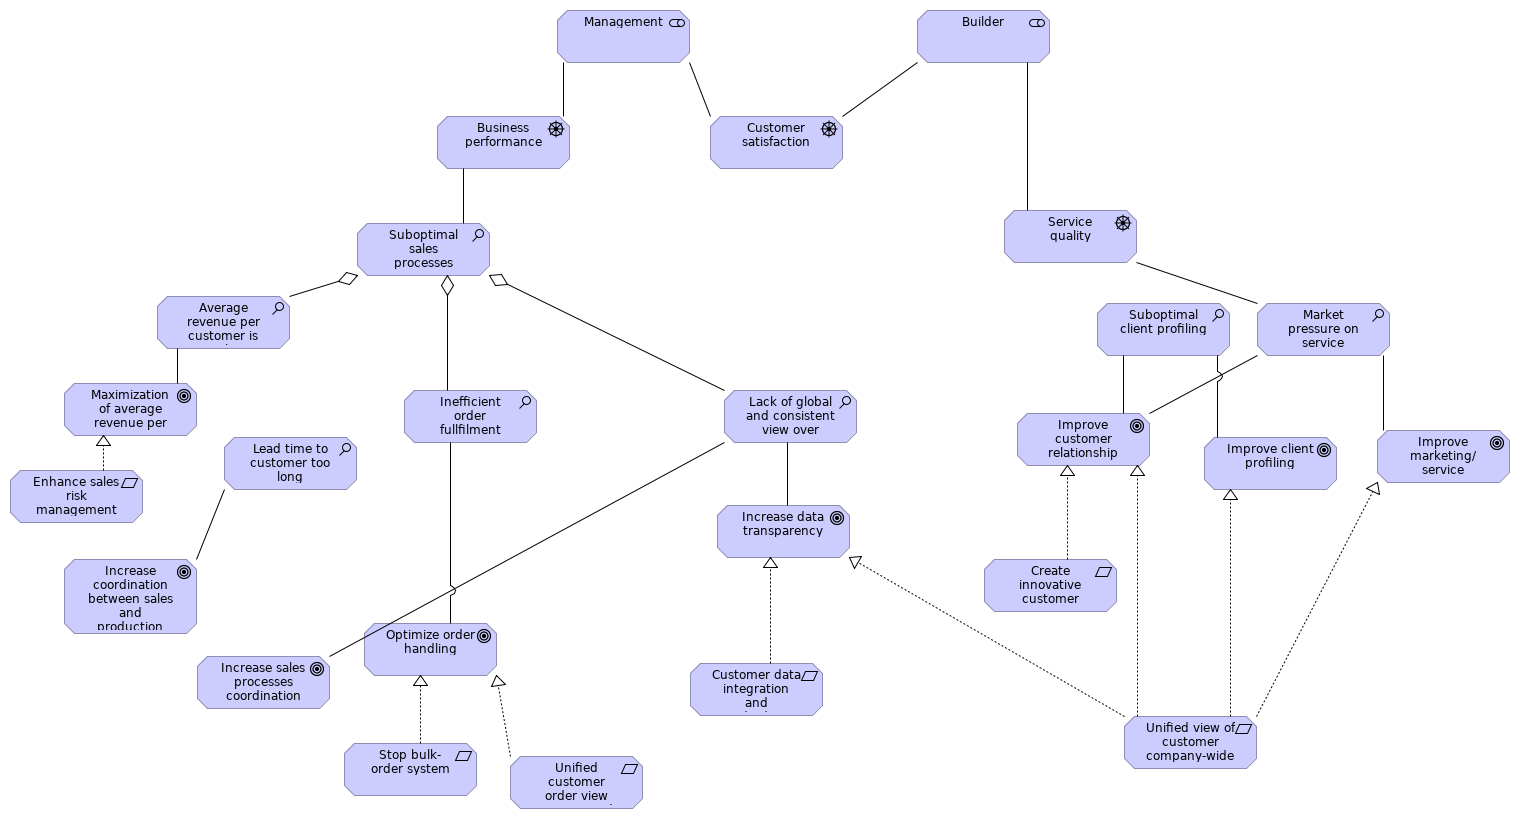 Management
Builder
Business
performance
Customer
satisfaction
Service
quality
Suboptimal
sales
processes
Average
revenue per
customer is
Suboptimal
client profiling
Market
pressure on
service
Maximization
of average
revenue per
Inefficient
order
fullfilment
Lack of global
and consistent
view over
Improve
customer
relationship
Improve client
profiling
Improve
marketing/
service
Lead time to
customer too
long
Enhance sales
risk
management
Increase data
transparency
Increase
coordination
between sales
and
production
Create
innovative
customer
Optimize order
handling
Increase sales
processes
coordination
Customer data
integration
and
Unified view of
customer
company-wide
Stop bulk-
order system
Unified
customer
order view